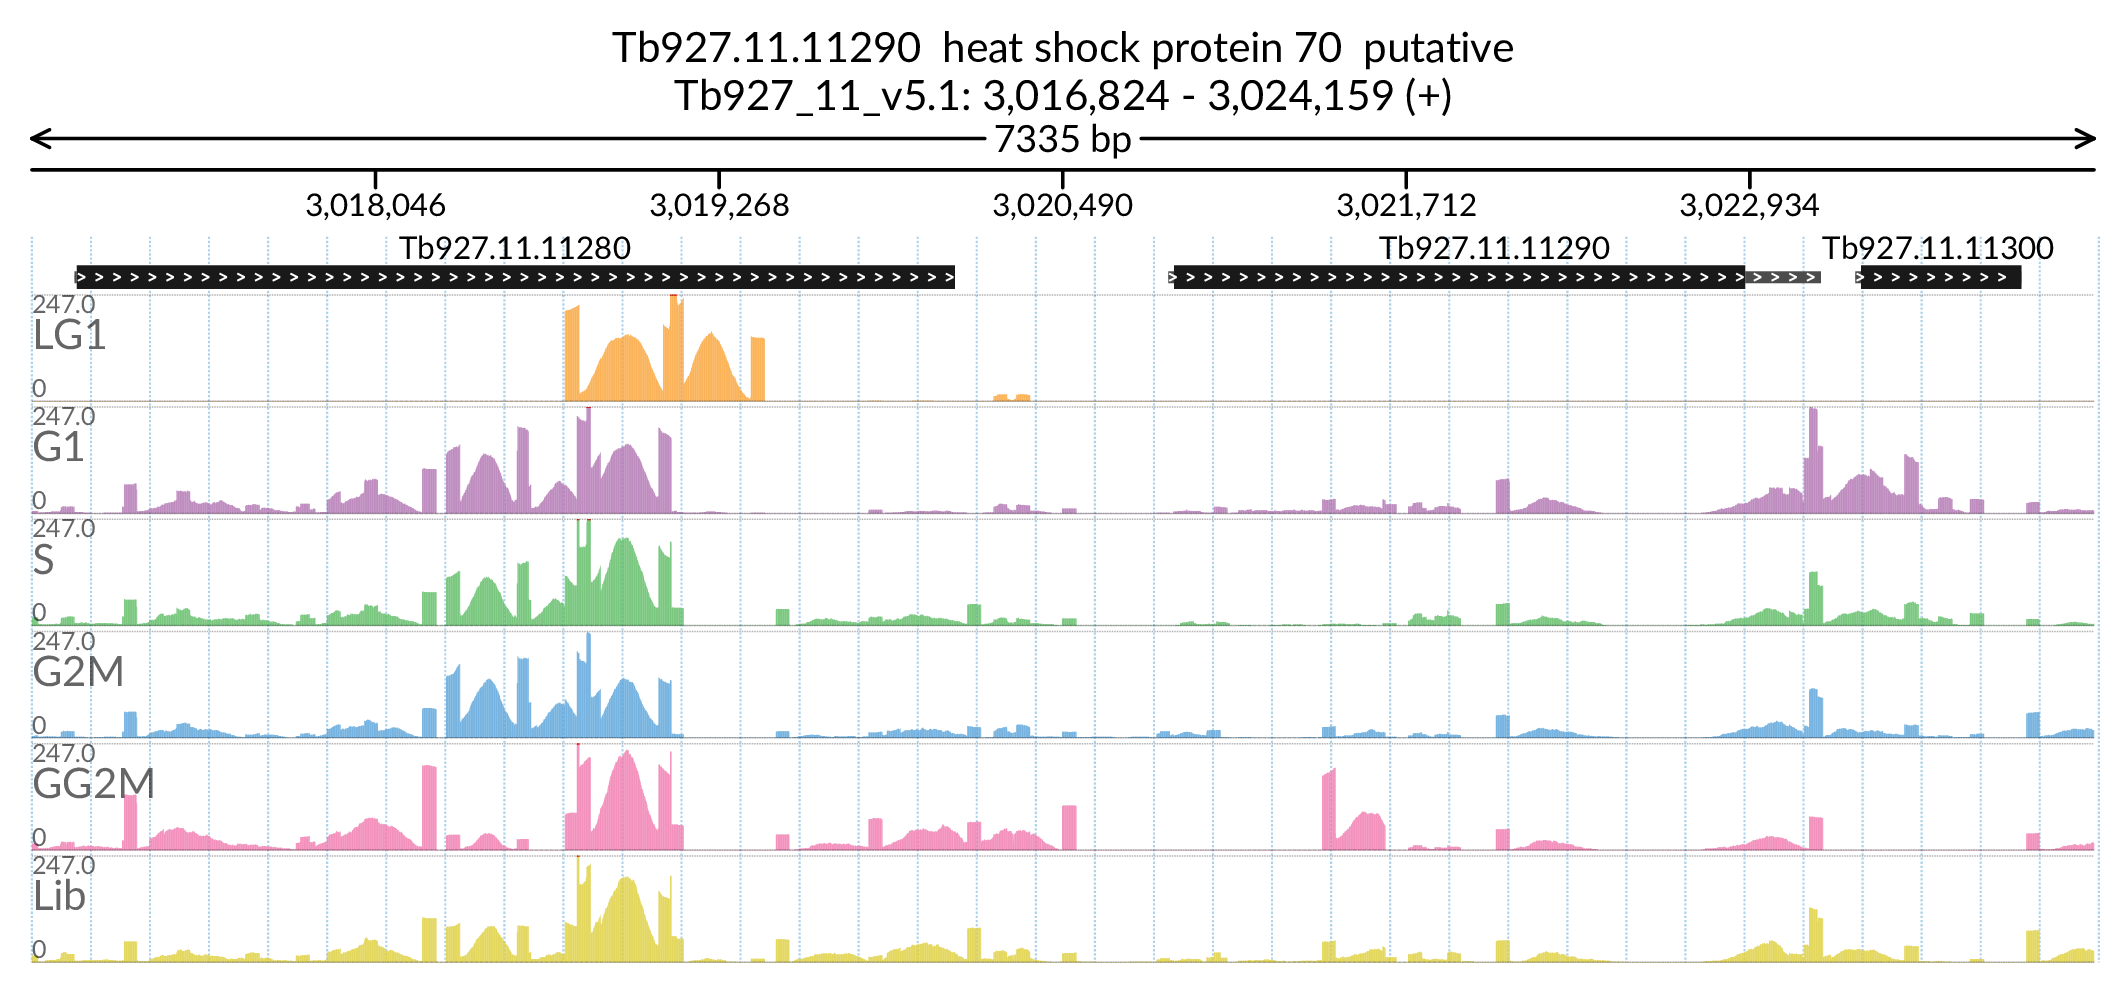 Tb927.11.11290  heat shock protein 70  putative
Tb927_11_v5.1: 3,016,824 - 3,024,159 (+)
7335 bp
3,018,046 3,019,268 3,020,490 3,021,712 3,022,934
Tb927.11.11280 Tb927.11.11290 Tb927.11.11300
247.0
LG1
0
247.0
G1
0
247.0
S
0
247.0
G2M
0
247.0
GG2M
0
247.0
Lib
0